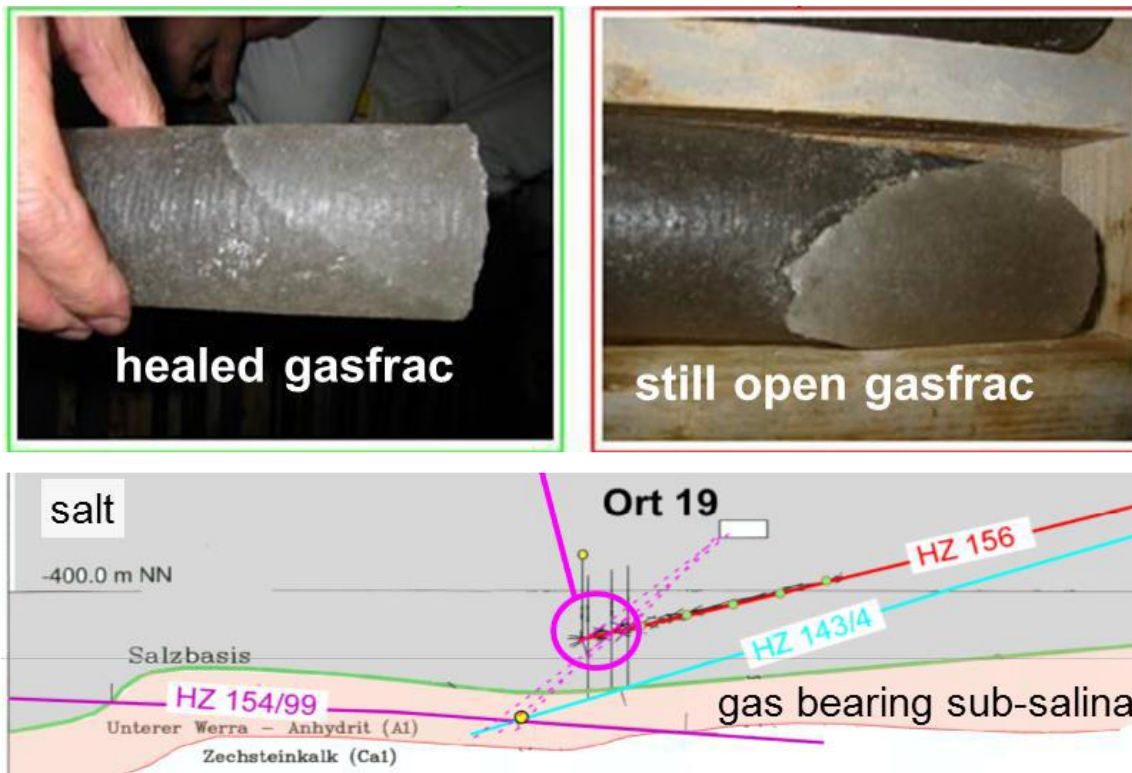 healed gasfrac
still open gasfrac
salt
Ort 19
HZ 156
-400.0 m NN
HZ 143/4
Salzbasis
HZ 154/99
gas bearing sub-salina
Unterer Werra – Anhydrit (A1)
Zechsteinkalk (Ca1)